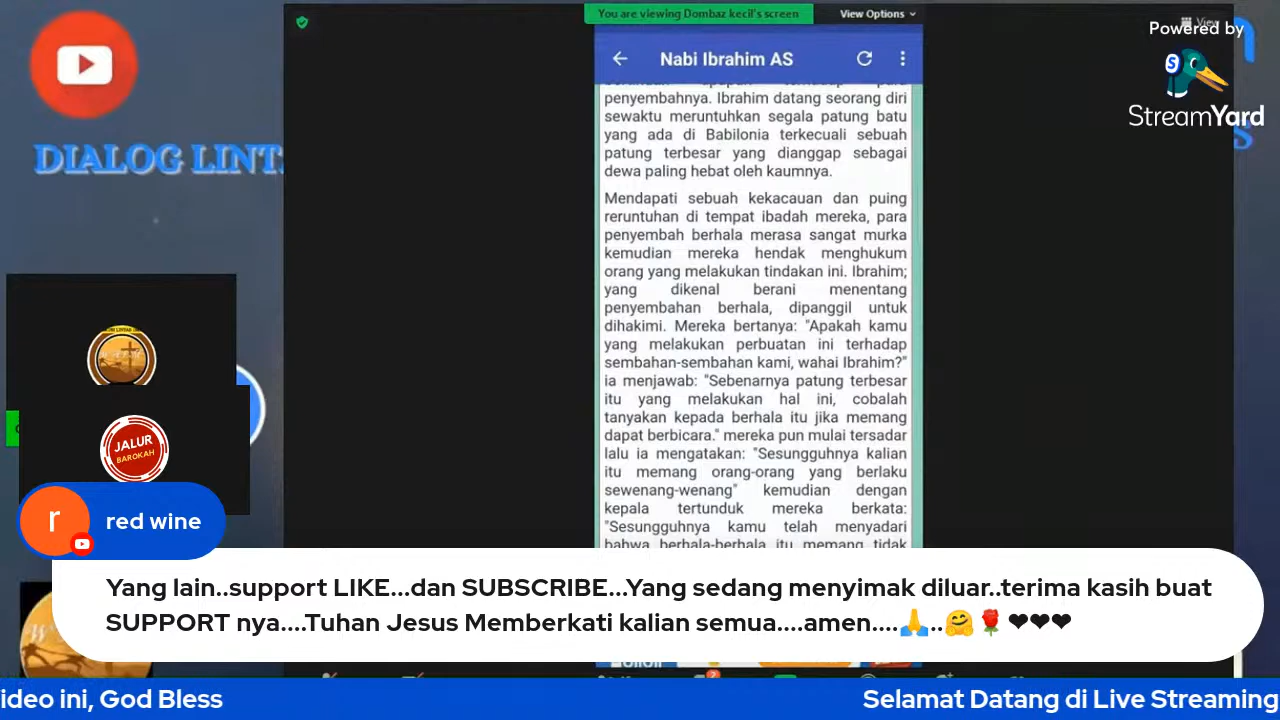 You are viewing Dombaz kecil's screen
View Options
View
Powered by
StreamYard
DIALOG LINT
Nabi Ibrahim AS
penyembahnya. Ibrahim datang seorang diri
sewaktu meruntuhkan segala patung batu
yang ada di Babilonia terkecuali sebuah
patung terbesar yang dianggap sebagai
dewa paling hebat oleh kaumnya.
Mendapati sebuah kekacauan dan puing
reruntuhan di tempat ibadah mereka, para
penyembah berhala merasa sangat murka
kemudian mereka hendak menghukum
orang yang melakukan tindakan ini. Ibrahim;
yang dikenal berani menentang
penyembahan berhala, dipanggil untuk
dihakimi. Mereka bertanya: "Apakah kamu
yang melakukan perbuatan ini terhadap
sembahan-sembahan kami, wahai Ibrahim?"
ia menjawab: "Sebenarnya patung terbesar
itu yang melakukan hal ini, cobalah
tanyakan kepada berhala itu jika memang
dapat berbicara." mereka pun mulai tersadar
lalu ia mengatakan: "Sesungguhnya kalian
itu memang orang-orang yang berlaku
sewenang-wenang" kemudian dengan
kepala tertunduk mereka berkata:
"Sesungguhnya kamu telah menyadari
bahwa berhala-berhala itu memang tidak
JALUR
BAROKAH
r
red wine
Yang lain..support LIKE...dan SUBSCRIBE...Yang sedang menyimak diluar..terima kasih buat
SUPPORT nya....Tuhan Jesus Memberkati kalian semua....amen....🙏..🤗🌹❤❤❤
ideo ini, God Bless
Selamat Datang di Live Streaming